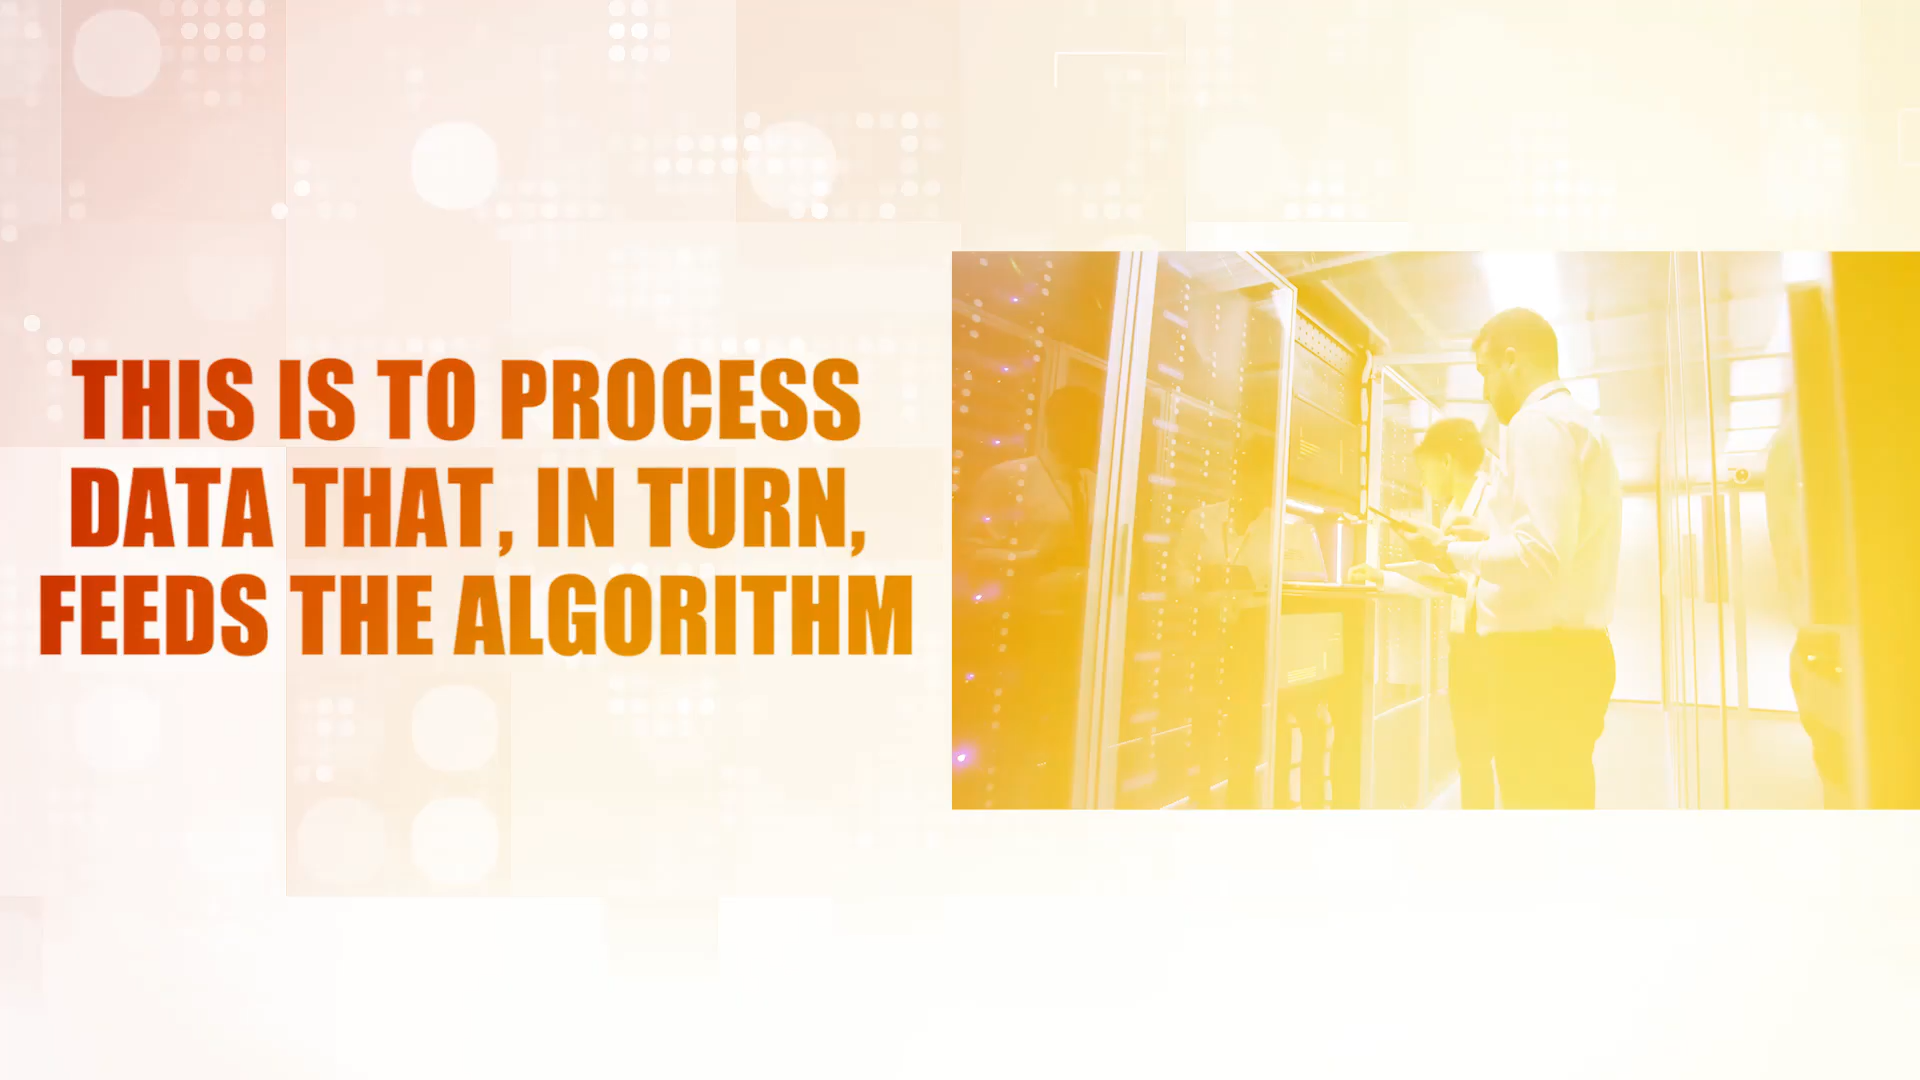 THIS IS TO PROCESS
DATA THAT, IN TURN,
FEEDS THE ALGORITHM